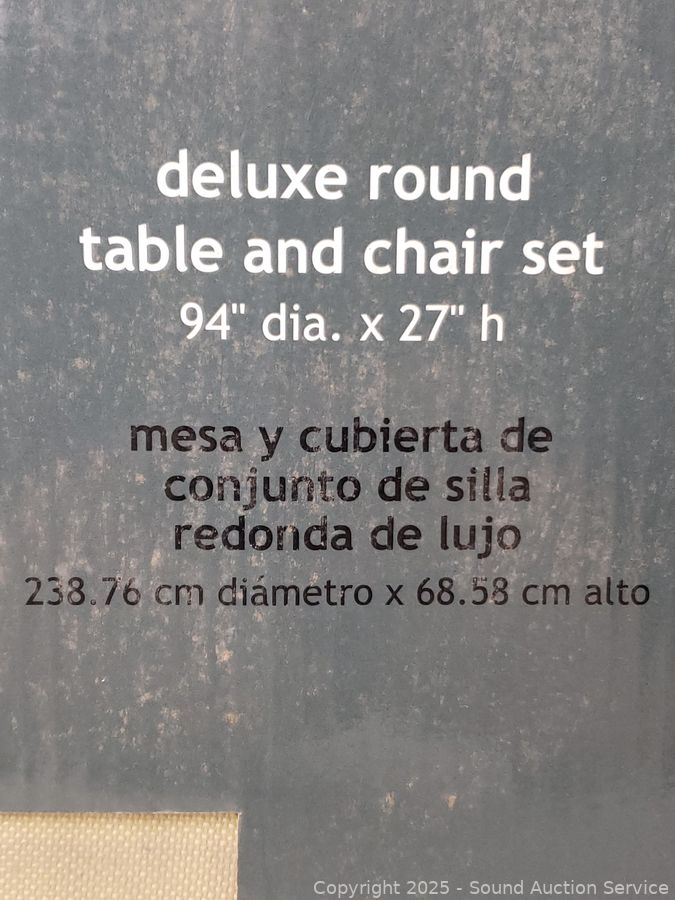 deluxe round
table and chair set
94" dia. x 27" h
mesa y cubierta de
conjunto de silla
redonda de lujo
238.76 cm diámetro x 68.58 cm alto
Copyright 2025 - Sound Auction Service